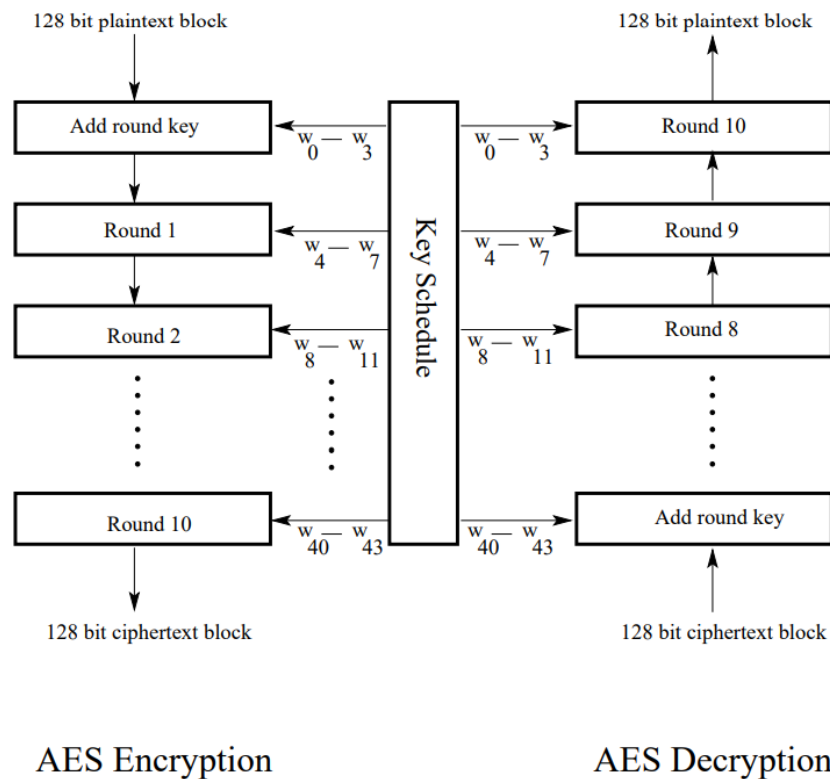 128 bit plaintext block
128 bit plaintext block
Add round key
w0 — w3
w0 — w3
Round 10
Round 1
w4 — w7
w4 — w7
Round 9
Key Schedule
Round 2
w8 — w11
w8 — w11
Round 8
Round 10
w40 — w43
w40 — w43
Add round key
128 bit ciphertext block
128 bit ciphertext block
AES Encryption
AES Decryption